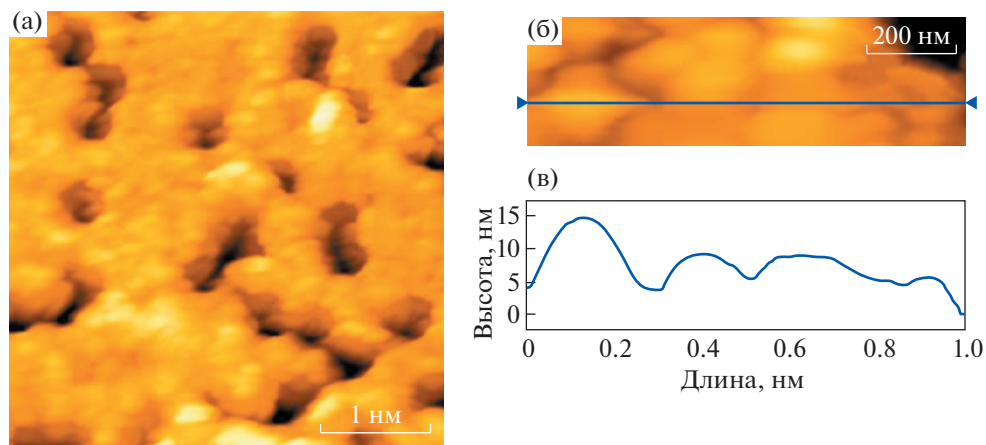 (а)
1 нм
(б)
200 нм
(в)
Высота, нм
15
10
5
0
0 0.2 0.4 0.6 0.8 1.0
Длина, нм